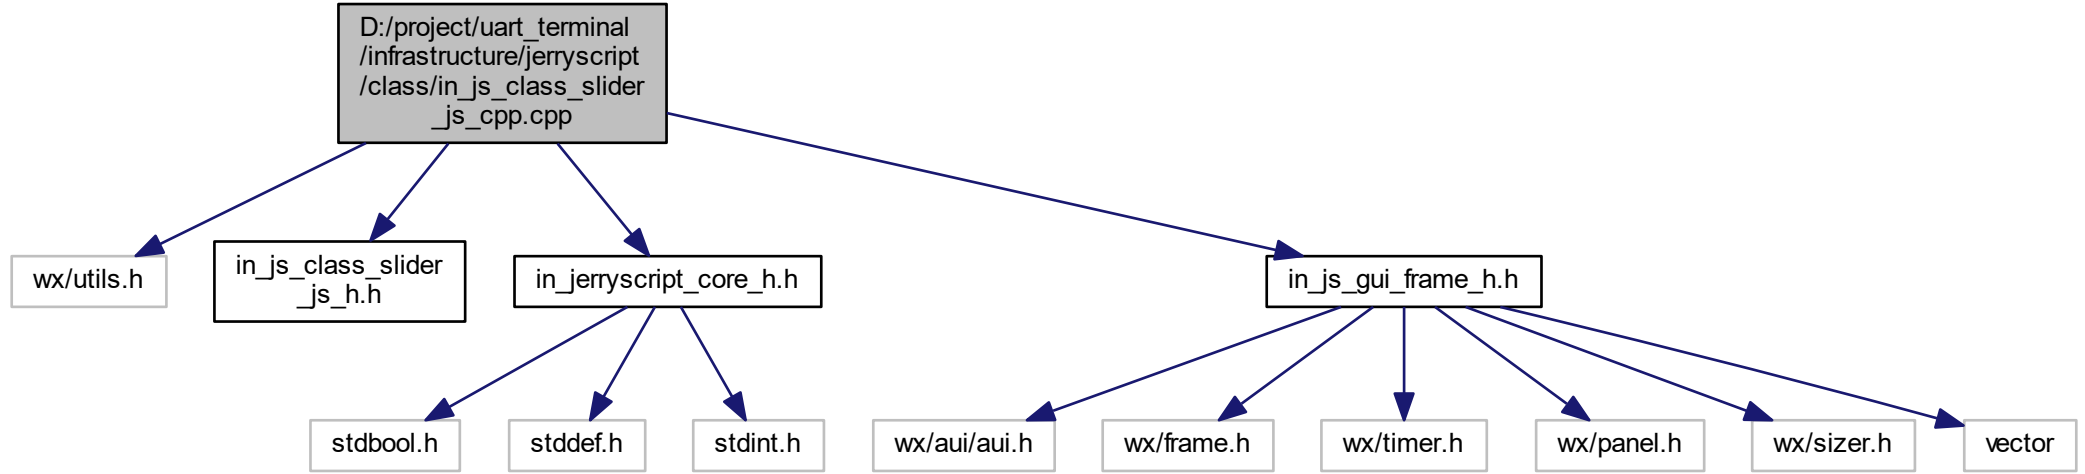 D:/project/uart_terminal
/infrastructure/jerryscript
/class/in_js_class_slider
_js_cpp.cpp
wx/utils.h
in_js_class_slider
_js_h.h
in_jerryscript_core_h.h
in_js_gui_frame_h.h
stdbool.h
stddef.h
stdint.h
wx/aui/aui.h
wx/frame.h
wx/timer.h
wx/panel.h
wx/sizer.h
vector